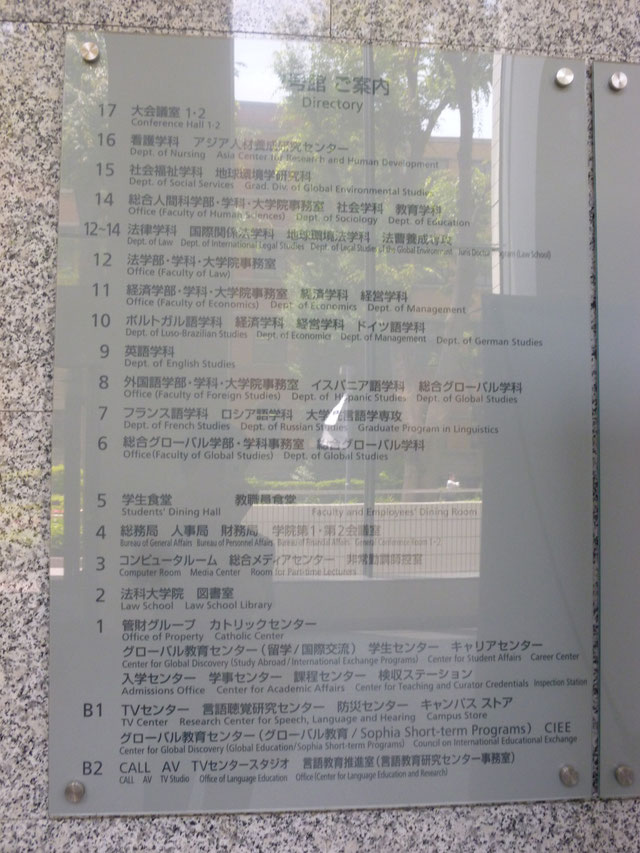 号館 ご案内
Directory
17 大会議室 1・2
Conference Hall 1·2
16 看護学科 アジア人材養成研究センター
Dept. of Nursing Asia Center for Research and Human Development
15 社会福祉学科 地球環境学研究科
Dept. of Social Services Grad. Div. of Global Environmental Studies
14 総合人間科学部・学科・大学院事務室 社会学科 教育学科
Office (Faculty of Human Sciences) Dept. of Sociology Dept. of Education
12~14 法律学科 国際関係法学科 地球環境法学科 法曹養成専攻
Dept. of Law Dept. of International Legal Studies Dept. of Legal Studies of the Global Environment Juris Doctor Program (Law School)
12 法学部・学科・大学院事務室
Office (Faculty of Law)
11 経済学部・学科・大学院事務室 経済学科 経営学科
Office (Faculty of Economics) Dept. of Economics Dept. of Management
10 ポルトガル語学科 経済学科 経営学科 ドイツ語学科
Dept. of Luso-Brazilian Studies Dept. of Economics Dept. of Management Dept. of German Studies
9 英語学科
Dept. of English Studies
8 外国語学部・学科・大学院事務室 イスパニア語学科 総合グローバル学科
Office (Faculty of Foreign Studies) Dept. of Hispanic Studies Dept. of Global Studies
7 フランス語学科 ロシア語学科 大学院言語学専攻
Dept. of French Studies Dept. of Russian Studies Graduate Program in Linguistics
6 総合グローバル学部・学科事務室 総合グローバル学科
Office(Faculty of Global Studies) Dept. of Global Studies
5 学生食堂 教職員食堂
Students' Dining Hall Faculty and Employees' Dining Room
4 総務局 人事局 財務局 学院第1・第2会議室
Bureau of General Affairs Bureau of Personnel Affairs Bureau of Financial Affairs General Conference Room 1·2
3 コンピュータルーム 総合メディアセンター 非常勤講師控室
Computer Room Media Center Room for Part-time Lecturers
2 法科大学院 図書室
Law School Law School Library
1 管財グループ カトリックセンター
Office of Property Catholic Center
グローバル教育センター(留学/国際交流) 学生センター キャリアセンター
Center for Global Discovery (Study Abroad/International Exchange Programs) Center for Student Affairs Career Center
入学センター 学事センター 課程センター 検収ステーション
Admissions Office Center for Academic Affairs Center for Teaching and Curator Credentials Inspection Station
B1 TVセンター 言語聴覚研究センター 防災センター キャンパス ストア
TV Center Research Center for Speech, Language and Hearing Campus Store
グローバル教育センター(グローバル教育/Sophia Short-term Programs) CIEE
Center for Global Discovery (Global Education/Sophia Short-term Programs) Council on International Educational Exchange
B2 CALL AV TVセンタースタジオ 言語教育推進室(言語教育研究センター事務室)
CALL AV TV Studio Office of Language Education Office (Center for Language Education and Research)